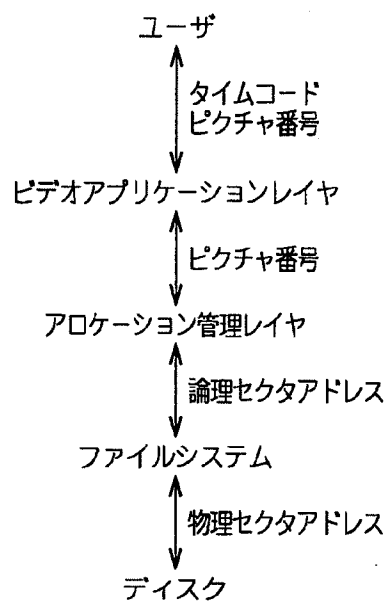 ユーザ
タイムコード
ピクチャ番号
ビデオアプリケーションレイヤ
ピクチャ番号
アロケーション管理レイヤ
論理セクタアドレス
ファイルシステム
物理セクタアドレス
ディスク